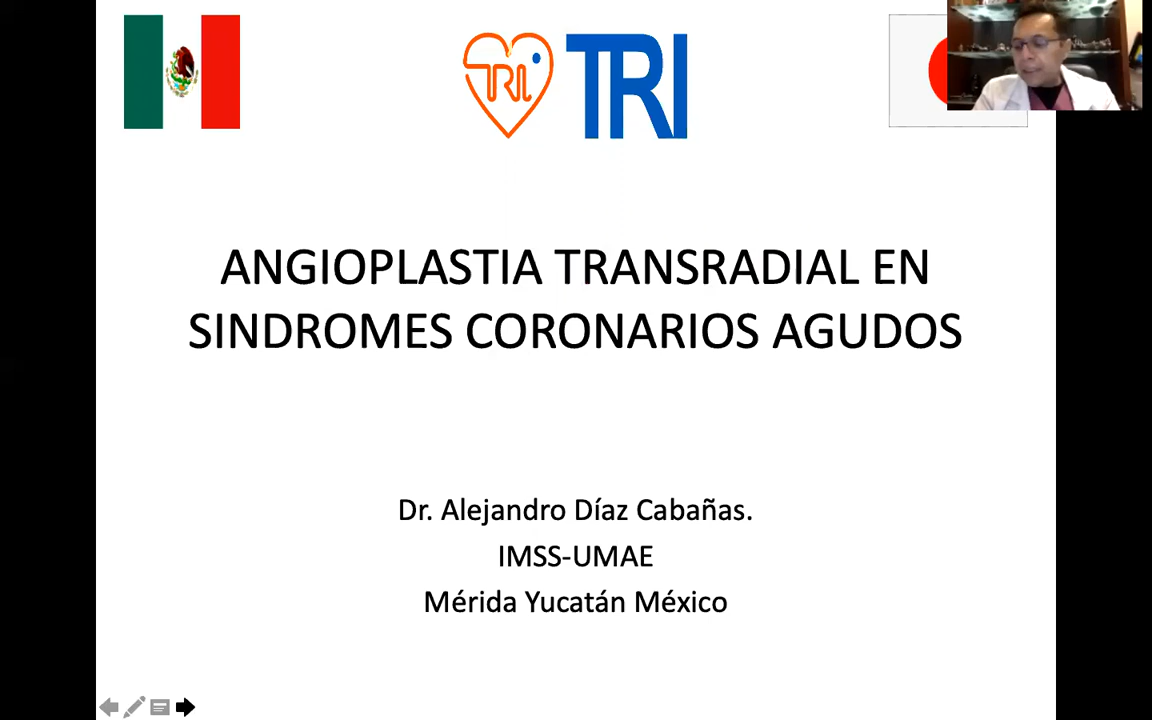 TRI TRI
ANGIOPLASTIA TRANSRADIAL EN
SINDROMES CORONARIOS AGUDOS
Dr. Alejandro Díaz Cabañas.
IMSS-UMAE
Mérida Yucatán México